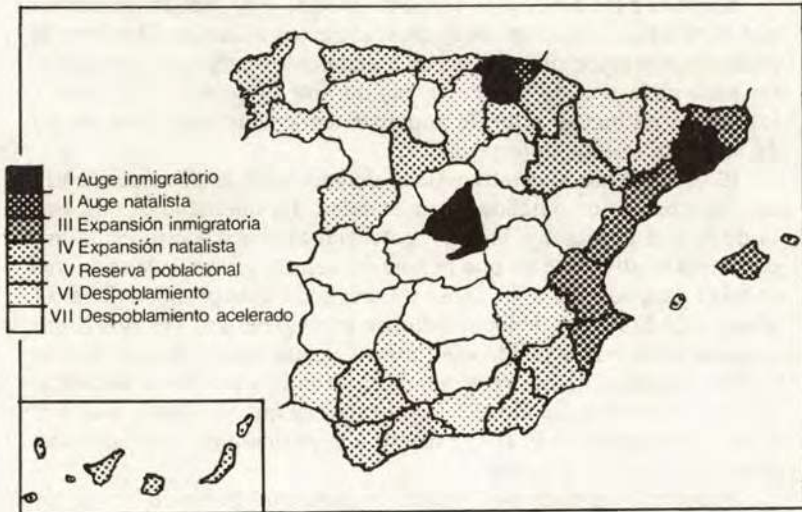 I Auge inmigratorio
II Auge natalista
III Expansión inmigratoria
IV Expansión natalista
V Reserva poblacional
VI Despoblamiento
VII Despoblamiento acelerado